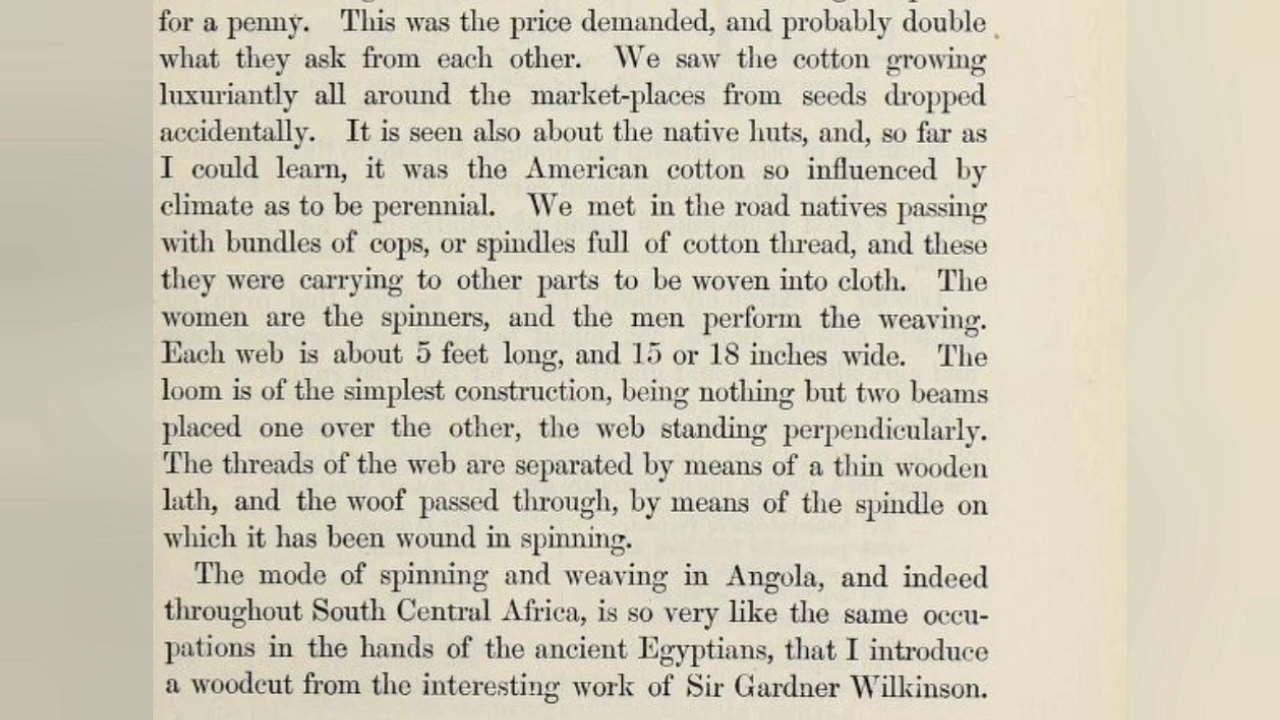 for a penny. This was the price demanded, and probably double
what they ask from each other. We saw the cotton growing
luxuriantly all around the market-places from seeds dropped
accidentally. It is seen also about the native huts, and, so far as
I could learn, it was the American cotton so influenced by
climate as to be perennial. We met in the road natives passing
with bundles of cops, or spindles full of cotton thread, and these
they were carrying to other parts to be woven into cloth. The
women are the spinners, and the men perform the weaving.
Each web is about 5 feet long, and 15 or 18 inches wide. The
loom is of the simplest construction, being nothing but two beams
placed one over the other, the web standing perpendicularly.
The threads of the web are separated by means of a thin wooden
lath, and the woof passed through, by means of the spindle on
which it has been wound in spinning.
The mode of spinning and weaving in Angola, and indeed
throughout South Central Africa, is so very like the same occu-
pations in the hands of the ancient Egyptians, that I introduce
a woodcut from the interesting work of Sir Gardner Wilkinson.